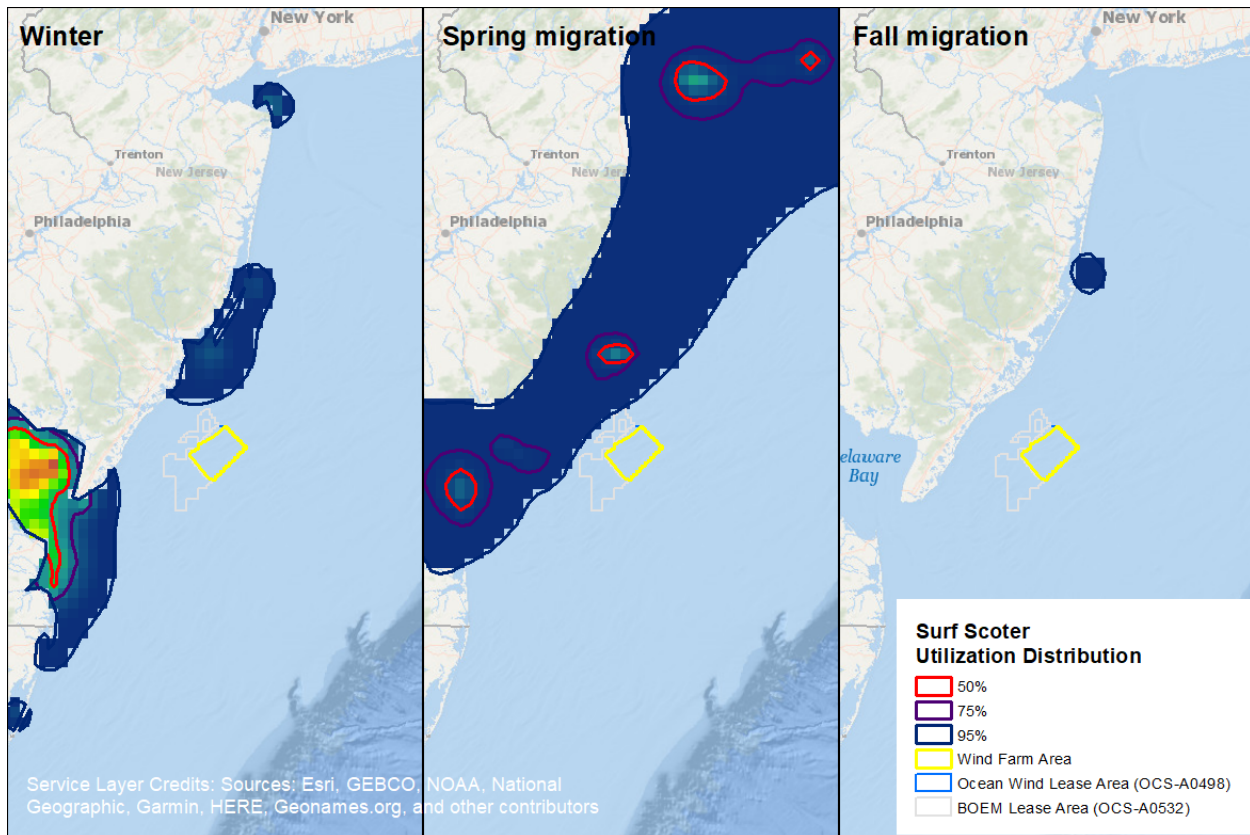 Winter
New York
Trenton
New Jersey
Philadelphia
Service Layer Credits: Sources: Esri, GEBCO, NOAA, National
Geographic, Garmin, HERE, Geonames.org, and other contributors
Spring migration
Trenton
New Jersey
Philadelphia
Fall migration
New York
Trenton
New Jersey
Philadelphia
elaware
Bay
Surf Scoter
Utilization Distribution
50%
75%
95%
Wind Farm Area
Ocean Wind Lease Area (OCS-A0498)
BOEM Lease Area (OCS-A0532)